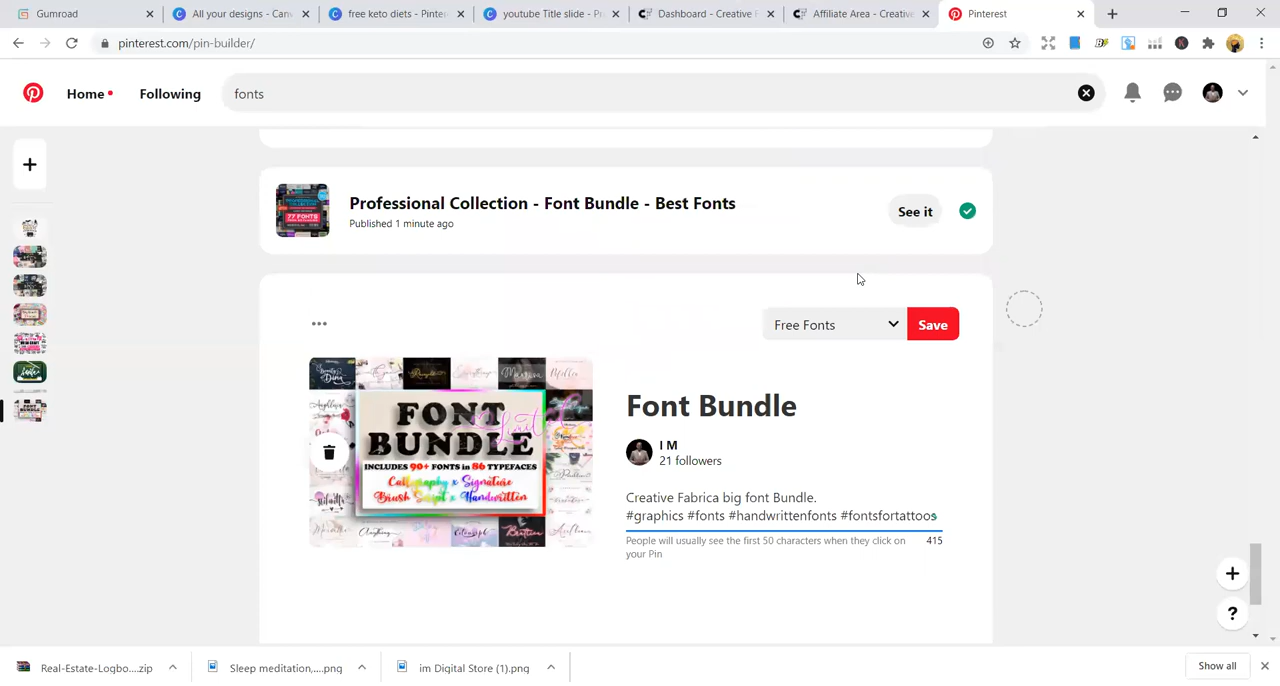 Gumroad
All your designs - Can
free keto diets - Pinter
youtube Title slide - Pr
Dashboard - Creative F
Affiliate Area - Creative
Pinterest
pinterest.com/pin-builder/
Home
Following
fonts
Professional Collection - Font Bundle - Best Fonts
Published 1 minute ago
See it
Free Fonts
Save
FONT
BUNDLE
INCLUDES 90+ FONTS in 86 TYPEFACES
Calligraphy x Signature
Brush Script x Handwritten
Font Bundle
I M
21 followers
Creative Fabrica big font Bundle.
#graphics #fonts #handwrittenfonts #fontsfortattoos
People will usually see the first 50 characters when they click on
your Pin
415
?
Real-Estate-Logbo....zip
Sleep meditation,....png
im Digital Store (1).png
Show all